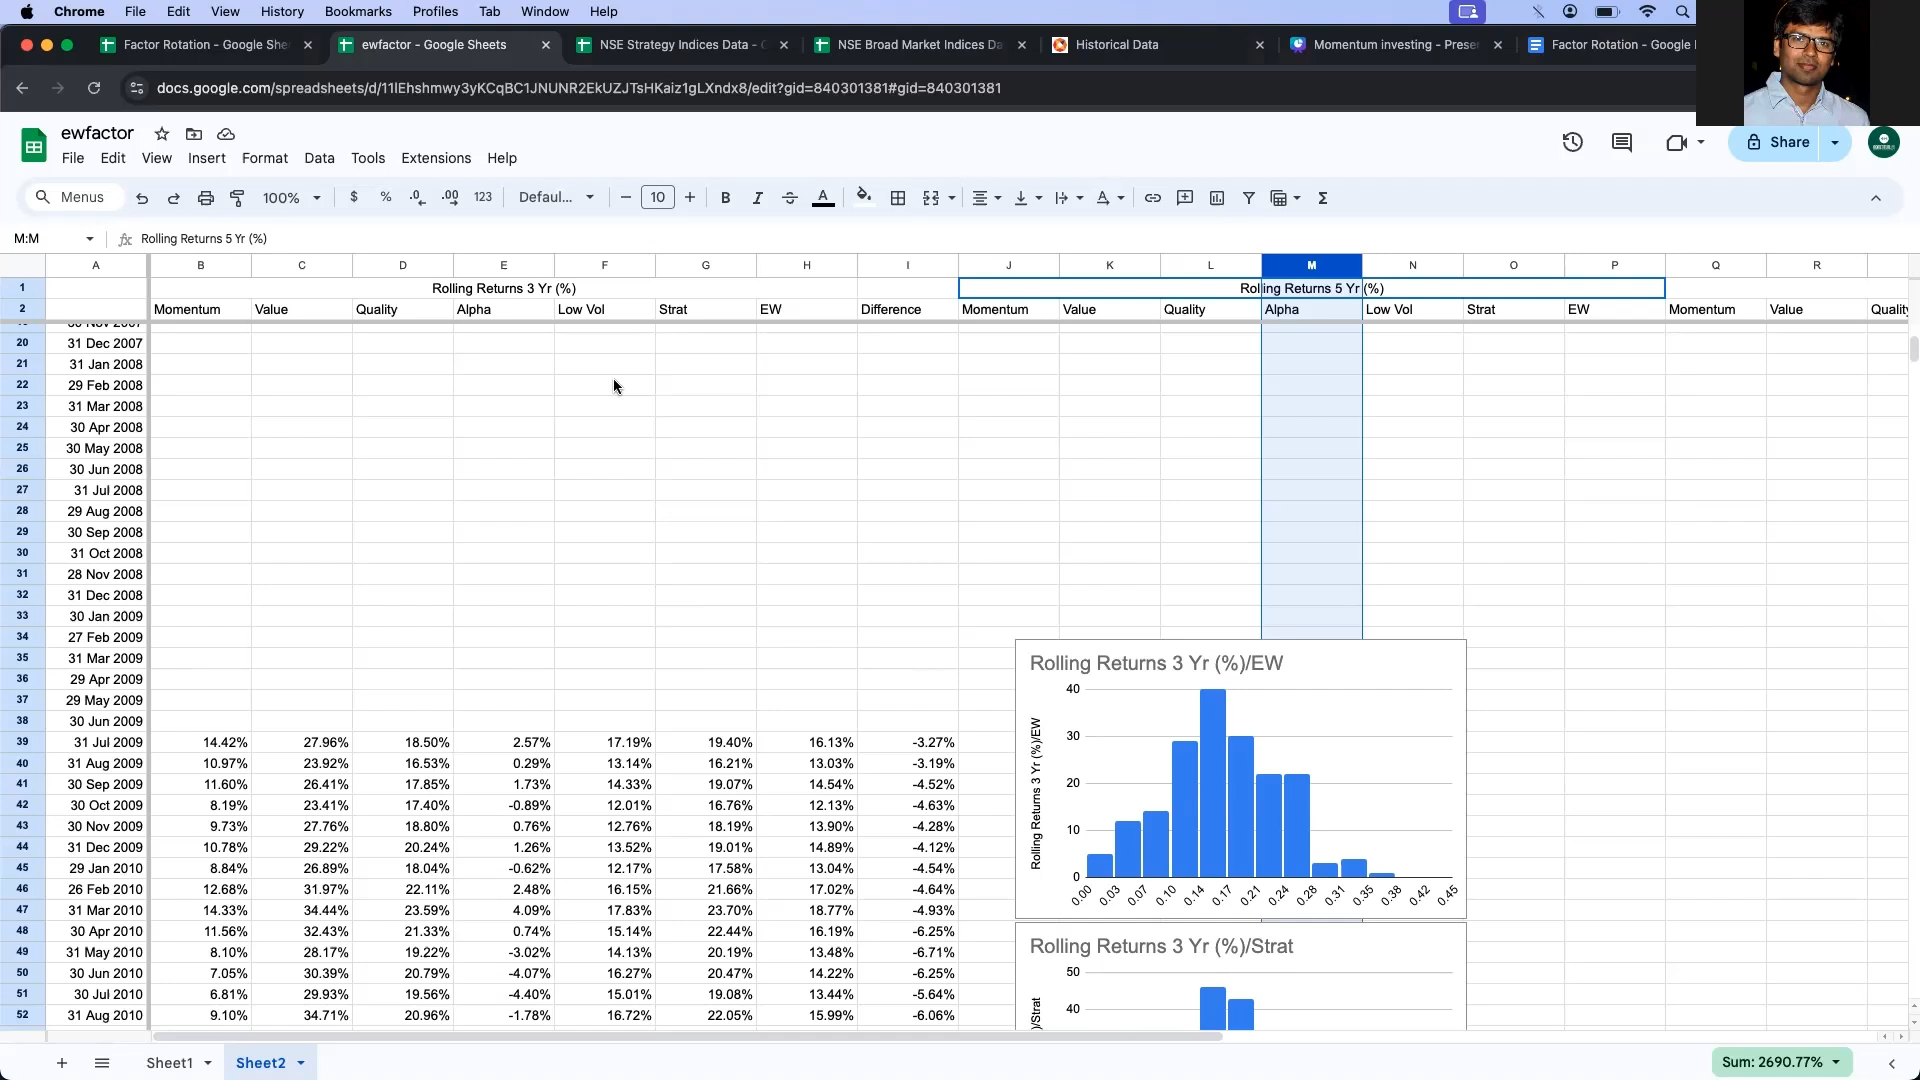 Chrome File Edit View History Bookmarks Profiles Tab Window Help
Factor Rotation - Google She
ewfactor - Google Sheets
NSE Strategy Indices Data -
NSE Broad Market Indices Da
Historical Data
Momentum investing - Prese
Factor Rotation - Google
docs.google.com/spreadsheets/d/11lEhshmwy3yKCqBC1JNUNR2EkUZJTsHKaiz1gLXndx8/edit?gid=840301381#gid=840301381
ewfactor
File Edit View Insert Format Data Tools Extensions Help
Share
Menus 100% $ % .0 .00 123 Defaul... 10 B I A
M:M fx Rolling Returns 5 Yr (%)
A B C D E F G H I J K L M N O P Q R
1 Rolling Returns 3 Yr (%) Rolling Returns 5 Yr (%)
2 Momentum Value Quality Alpha Low Vol Strat EW Difference Momentum Value Quality Alpha Low Vol Strat EW Momentum Value Quality
30 Nov 2007
20 31 Dec 2007
21 31 Jan 2008
22 29 Feb 2008
23 31 Mar 2008
24 30 Apr 2008
25 30 May 2008
26 30 Jun 2008
27 31 Jul 2008
28 29 Aug 2008
29 30 Sep 2008
30 31 Oct 2008
31 28 Nov 2008
32 31 Dec 2008
33 30 Jan 2009
34 27 Feb 2009
35 31 Mar 2009
36 29 Apr 2009
37 29 May 2009
38 30 Jun 2009
39 31 Jul 2009 14.42% 27.96% 18.50% 2.57% 17.19% 19.40% 16.13% -3.27%
40 31 Aug 2009 10.97% 23.92% 16.53% 0.29% 13.14% 16.21% 13.03% -3.19%
41 30 Sep 2009 11.60% 26.41% 17.85% 1.73% 14.33% 19.07% 14.54% -4.52%
42 30 Oct 2009 8.19% 23.41% 17.40% -0.89% 12.01% 16.76% 12.13% -4.63%
43 30 Nov 2009 9.73% 27.76% 18.80% 0.76% 12.76% 18.19% 13.90% -4.28%
44 31 Dec 2009 10.78% 29.22% 20.24% 1.26% 13.52% 19.01% 14.89% -4.12%
45 29 Jan 2010 8.84% 26.89% 18.04% -0.62% 12.17% 17.58% 13.04% -4.54%
46 26 Feb 2010 12.68% 31.97% 22.11% 2.48% 16.15% 21.66% 17.02% -4.64%
47 31 Mar 2010 14.33% 34.44% 23.59% 4.09% 17.83% 23.70% 18.77% -4.93%
48 30 Apr 2010 11.56% 32.43% 21.33% 0.74% 15.14% 22.44% 16.19% -6.25%
49 31 May 2010 8.10% 28.17% 19.22% -3.02% 14.13% 20.19% 13.48% -6.71%
50 30 Jun 2010 7.05% 30.39% 20.79% -4.07% 16.27% 20.47% 14.22% -6.25%
51 30 Jul 2010 6.81% 29.93% 19.56% -4.40% 15.01% 19.08% 13.44% -5.64%
52 31 Aug 2010 9.10% 34.71% 20.96% -1.78% 16.72% 22.05% 15.99% -6.06%
Rolling Returns 3 Yr (%)/EW
Rolling Returns 3 Yr (%)/EW
40
30
20
10
0
0.00 0.03 0.07 0.10 0.14 0.17 0.21 0.24 0.28 0.31 0.35 0.38 0.42 0.45
Rolling Returns 3 Yr (%)/Strat
50
40
)/Strat
Sheet1 Sheet2
Sum: 2690.77%